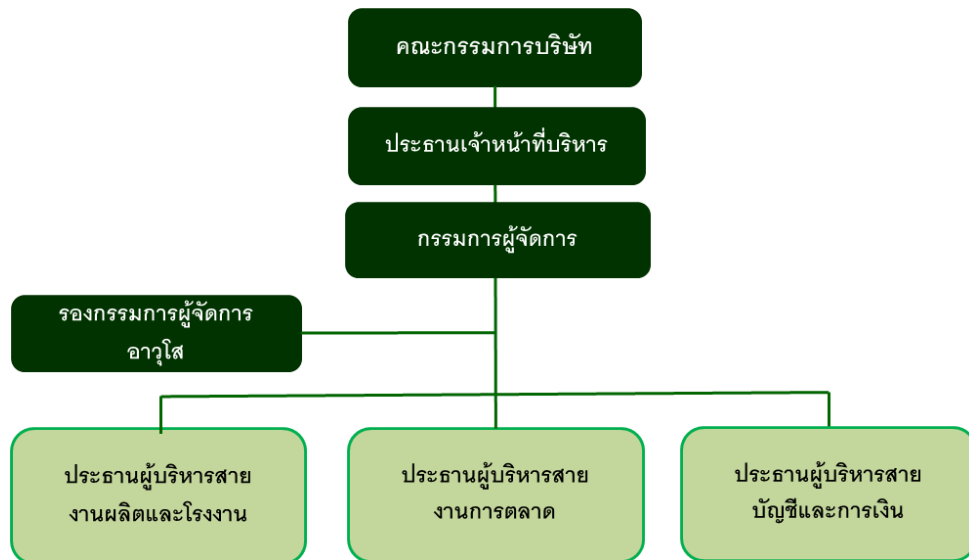 คณะกรรมการบริษัท
ประธานเจ้าหน้าที่บริหาร
กรรมการผู้จัดการ
รองกรรมการผู้จัดการ
อาวุโส
ประธานผู้บริหารสาย
งานผลิตและโรงงาน
ประธานผู้บริหารสาย
งานการตลาด
ประธานผู้บริหารสาย
บัญชีและการเงิน